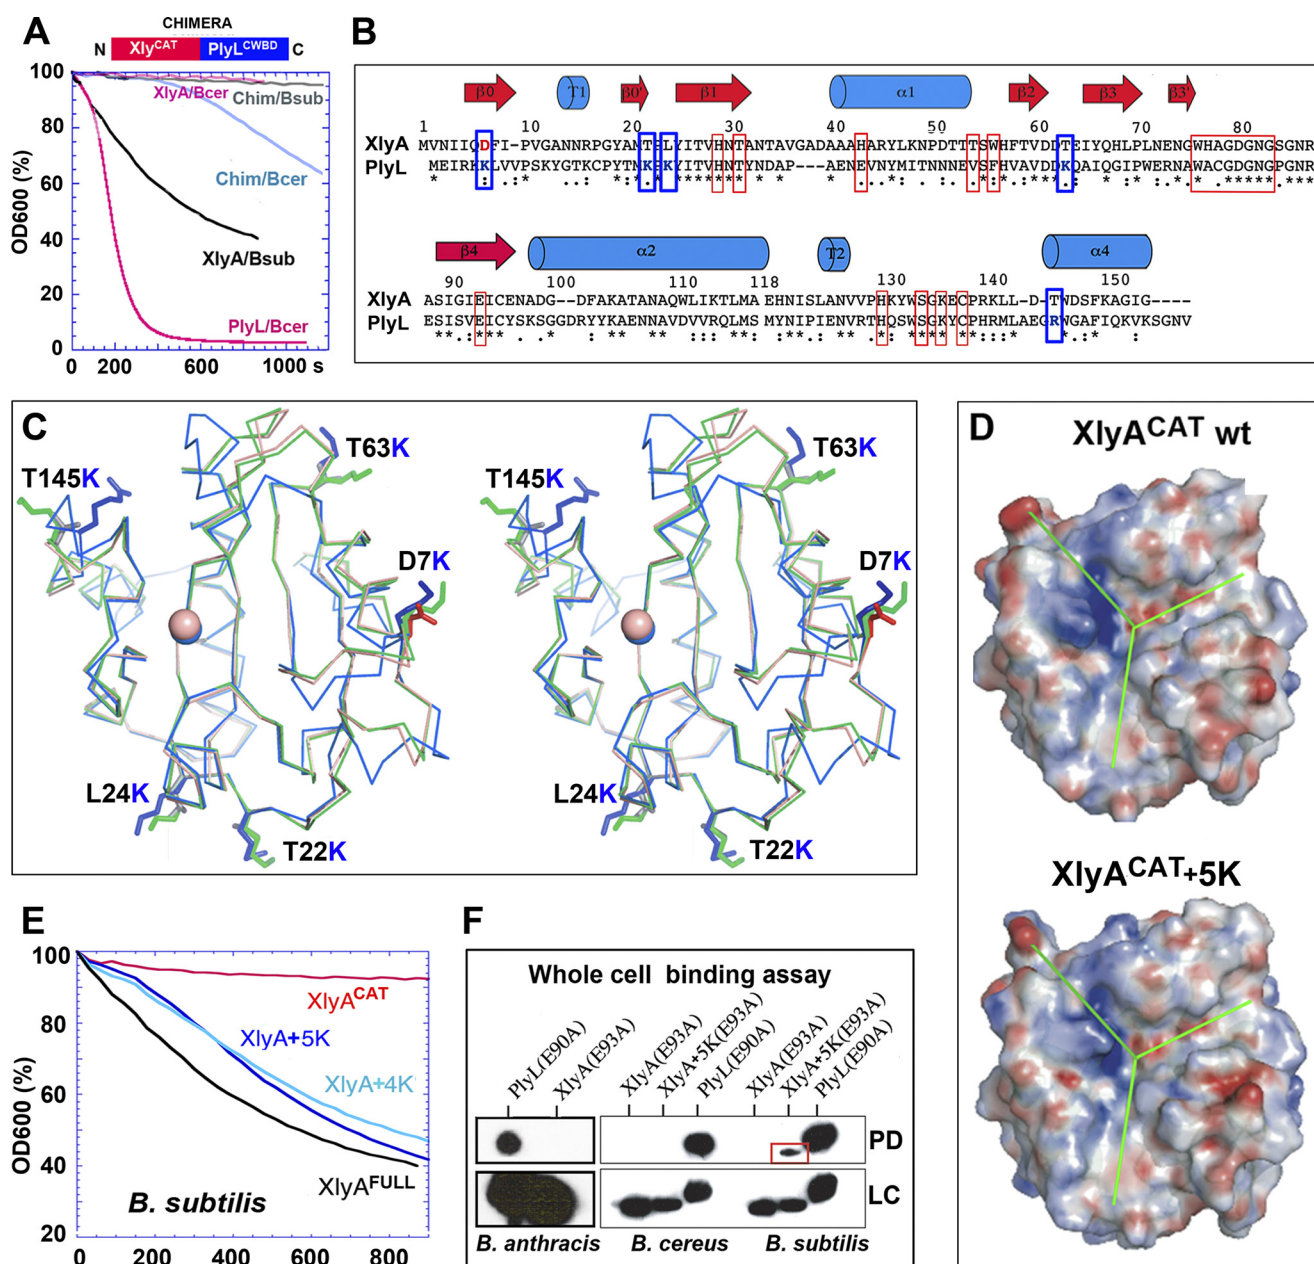 A
CHIMERA
N XlyCAT PlyLCWBD C
OD600 (%)
100
80
60
40
20
0
0 200 600 1000 s
XlyA/Bcer
Chim/Bsub
Chim/Bcer
XlyA/Bsub
PlyL/Bcer
B
β0 T1 β0' β1 α1 β2 β3 β3'
1 10 20 30 40 50 60 70 80
XlyA MVNIIQDFI-PVGANNRPGYAMTHLYITVHNTANTAVGADAAAHARYLKNPDTTTSWHFTVDDTEIYQHLPLNENGWHAGDGNGSGNR
PlyL MEIRKKLVVPSKYGTKCPYTMKKYITVHNTYNDAP---AENEVNYMITNNNEVSFHVAVDDKQAIQGIPWERNAWACGDGNGPGNR
β4 α2 T2 α4
90 100 110 118 130 140 150
XlyA ASIGIEICENADG--DFAKATANAQWLIKTLMAEHNISLANVVPHKYWSGKECPRKLL-D-TWDSFKAGIG----
PlyL ESISVEICYSKSGGDRYYKAENNAVDVVRQLMSMYNIPIENVRTHQSWSGKYCPHRMLAEGRWGAFIQKVKSGNV
C
T63K T63K
T145K T145K
D7K D7K
L24K L24K
T22K T22K
D
XlyACAT wt
XlyACAT+5K
E
OD600 (%)
100
80
60
40
20
0 200 400 600 800
XlyACAT
XlyA+5K
XlyA+4K
XlyAFULL
B. subtilis
F
Whole cell binding assay
PlyL(E90A)
XlyA(E93A)
XlyA(E93A)
XlyA+5K(E93A)
PlyL(E90A)
XlyA(E93A)
XlyA+5K(E93A)
PlyL(E90A)
PD
LC
B. anthracis B. cereus B. subtilis